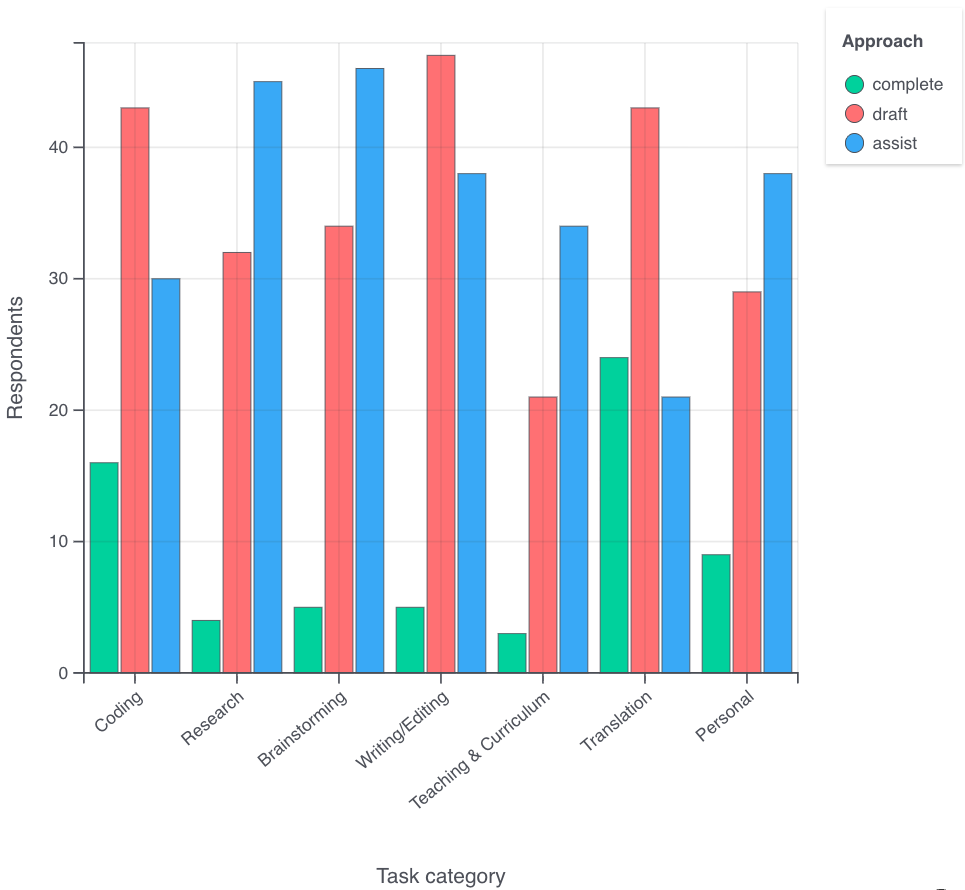 Approach
complete
draft
assist
Respondents
40
30
20
10
0
Coding
Research
Brainstorming
Writing/Editing
Teaching & Curriculum
Translation
Personal
Task category